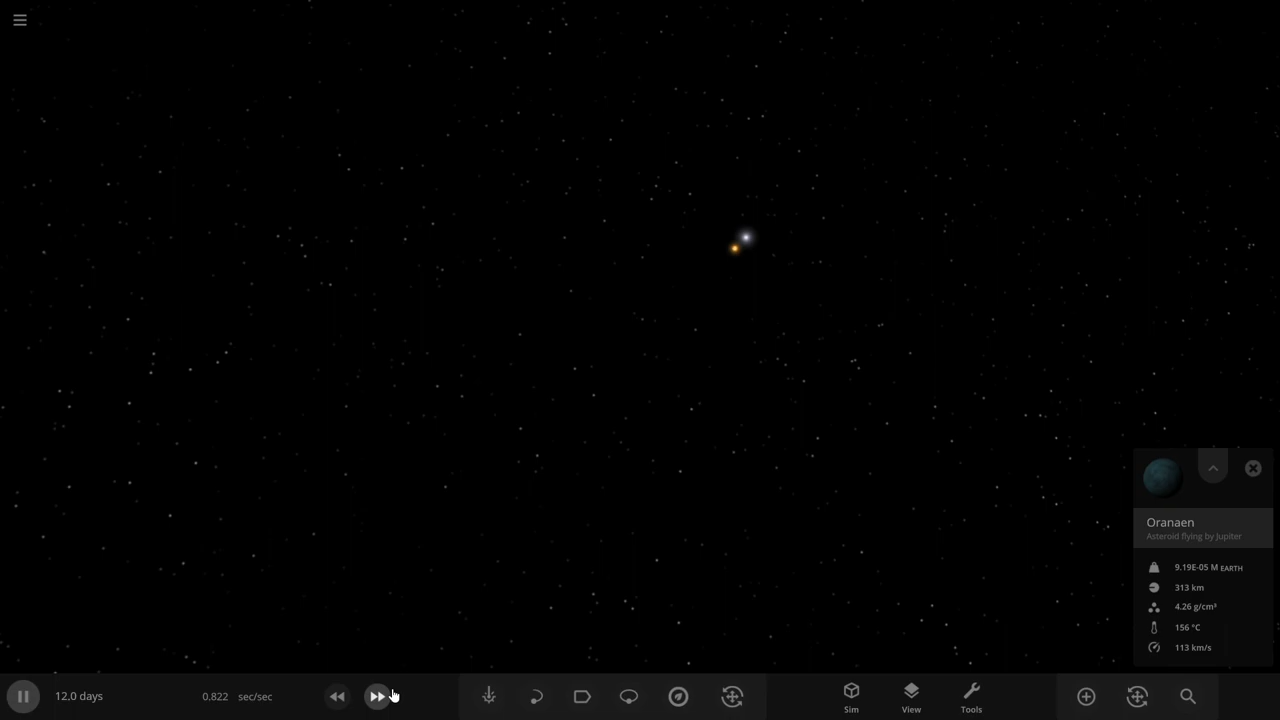 Oranaen
Asteroid flying by Jupiter
9.19E-05 M EARTH
313 km
4.26 g/cm³
156 °C
113 km/s
12.0 days
0.822 sec/sec
Sim
View
Tools